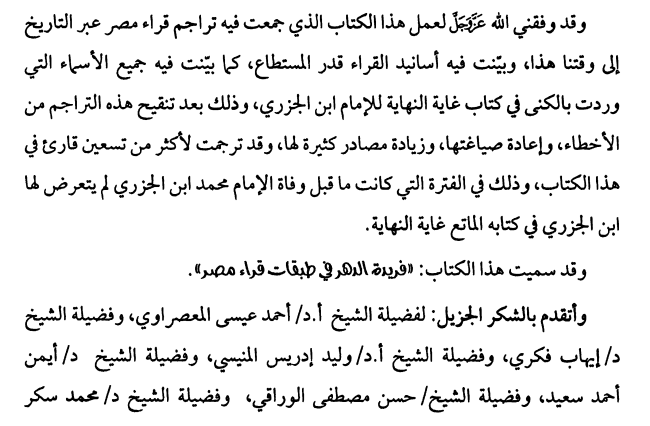 وقد وفقني الله عَزَّوَجَلَّ لعمل هذا الكتاب الذي جمعت فيه تراجم قراء مصر عبر التاريخ
إلى وقتنا هذا، وبيّنت فيه أسانيد القراء قدر المستطاع، كما بيّنت فيه جميع الأسماء التي
وردت بالكنى في كتاب غاية النهاية للإمام ابن الجزري، وذلك بعد تنقيح هذه التراجم من
الأخطاء، وإعادة صياغتها، وزيادة مصادر كثيرة لها، وقد ترجمت لأكثر من تسعين قارئ في
هذا الكتاب، وذلك في الفترة التي كانت ما قبل وفاة الإمام محمد ابن الجزري لم يتعرض لها
ابن الجزري في كتابه الماتع غاية النهاية.
وقد سميت هذا الكتاب: «فريدة الدهر في طبقات قراء مصر».
وأتقدم بالشكر الجزيل: لفضيلة الشيخ أ.د/ أحمد عيسى المعصراوي، وفضيلة الشيخ
د/ إيهاب فكري، وفضيلة الشيخ أ.د/ وليد إدريس المنيسي، وفضيلة الشيخ د/ أيمن
أحمد سعيد، وفضيلة الشيخ/ حسن مصطفى الوراقي، وفضيلة الشيخ د/ محمد سكر